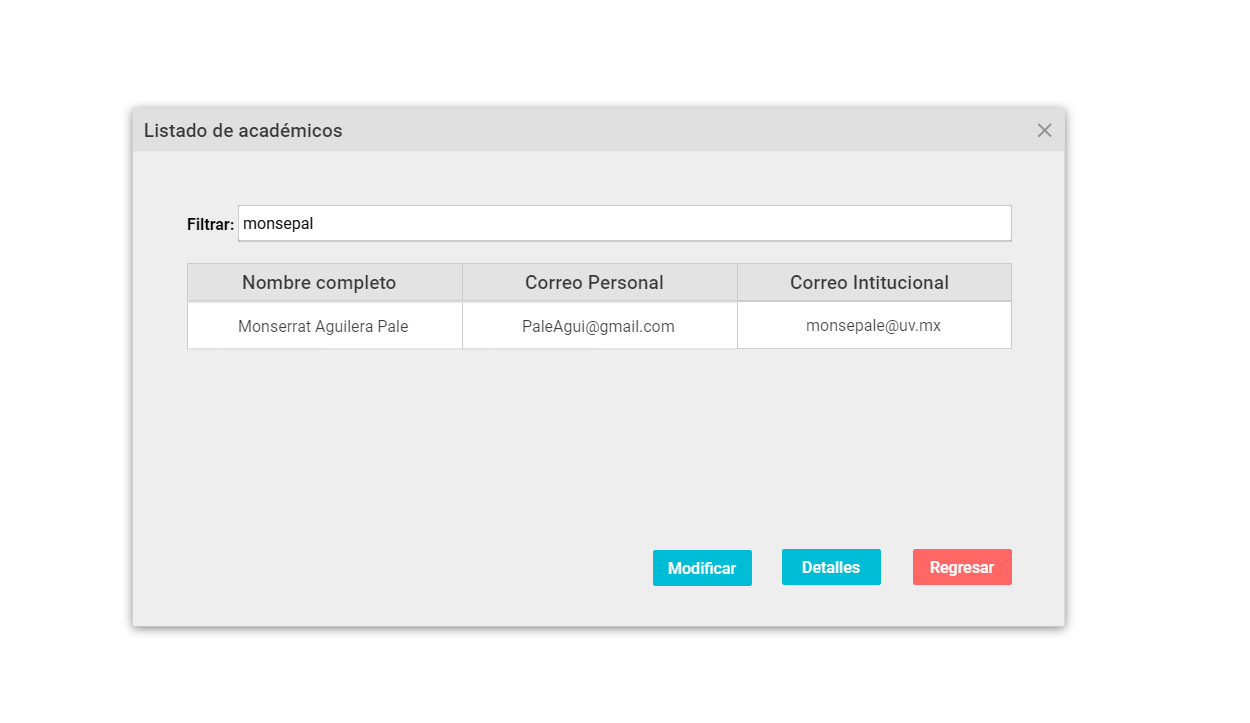 Listado de académicos
Filtrar: monsepal
Nombre completo Correo Personal Correo Intitucional
Monserrat Aguilera Pale PaleAgui@gmail.com monsepale@uv.mx
Modificar Detalles Regresar